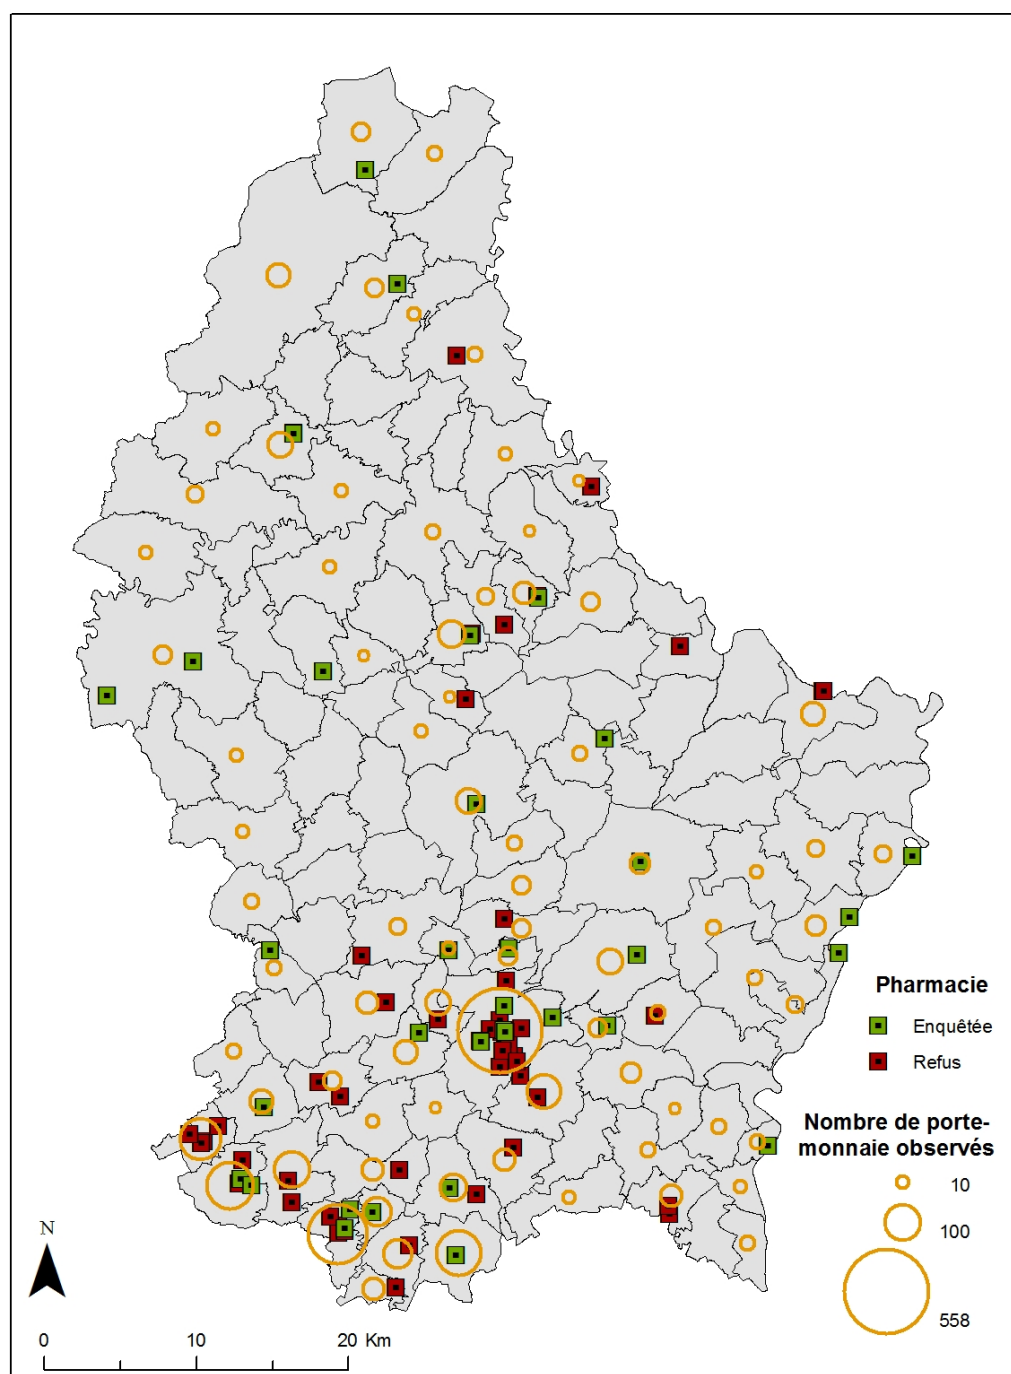 Pharmacie
Enquêtée
Refus
Nombre de porte-
monnaie observés
10
100
558
N
0 10 20 Km